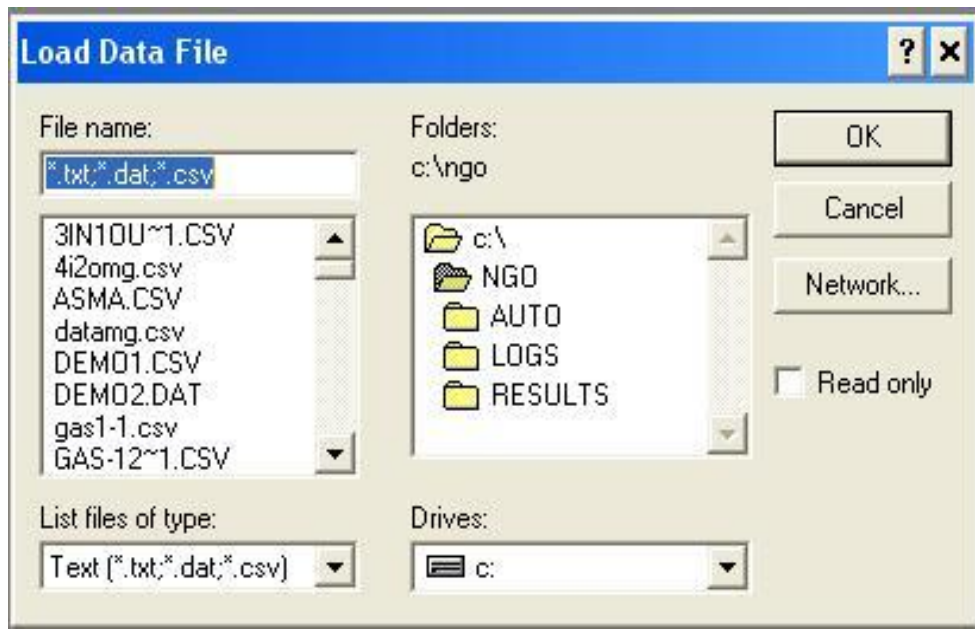 Load Data File
File name:
*.txt;*.dat;*.csv
3IN1OU~1.CSV
4i2omg.csv
ASMA.CSV
datamg.csv
DEMO1.CSV
DEMO2.DAT
gas1-1.csv
GAS-12~1.CSV
List files of type:
Text (*.txt;*.dat;*.csv)
Folders:
c:\ngo
c:\
NGO
AUTO
LOGS
RESULTS
Drives:
c:
OK
Cancel
Network...
Read only